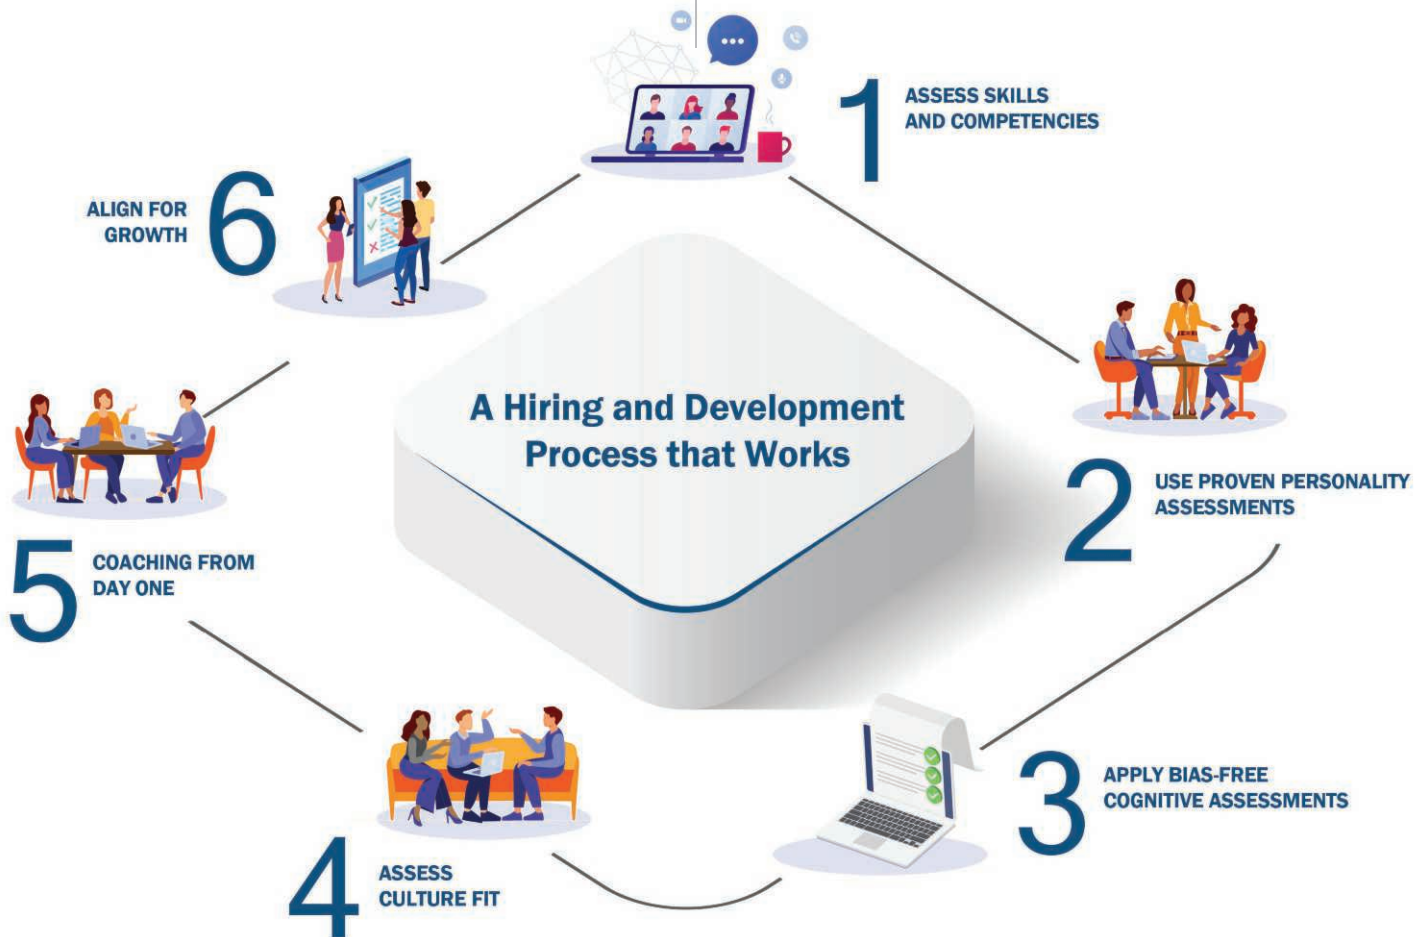 A Hiring and Development
Process that Works
1
ASSESS SKILLS
AND COMPETENCIES
2
USE PROVEN PERSONALITY
ASSESSMENTS
3
APPLY BIAS-FREE
COGNITIVE ASSESSMENTS
4
ASSESS
CULTURE FIT
5
COACHING FROM
DAY ONE
6
ALIGN FOR
GROWTH